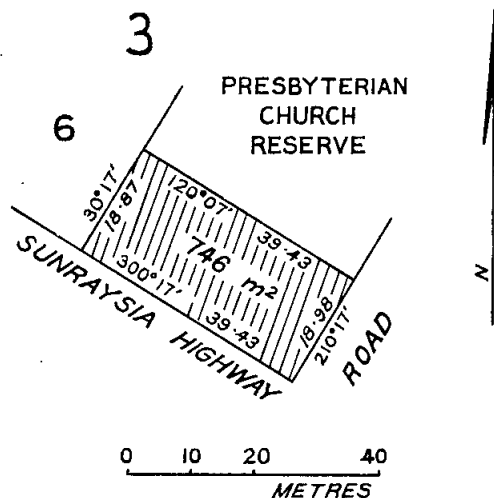 3
PRESBYTERIAN
CHURCH
RESERVE
6
120°07'
39·43
30°17'
18·87
746 m²
300°17'
39·43
18·98
210°17'
SUNRAYSIA HIGHWAY
ROAD
N
0 10 20 40
METRES